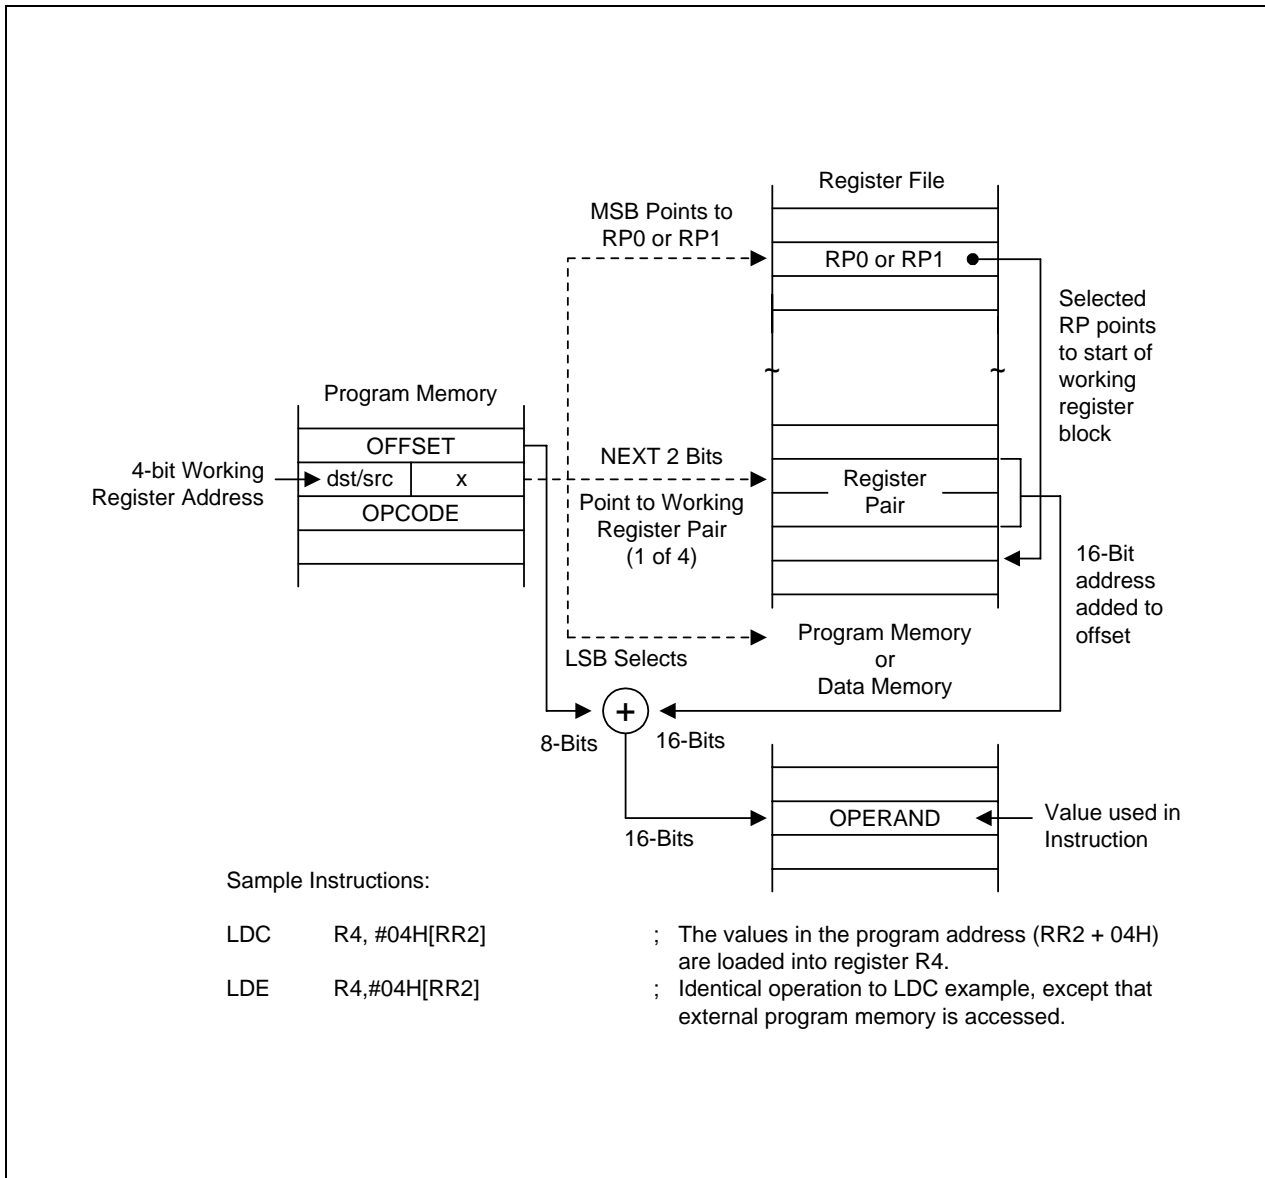 Register File
MSB Points to
RP0 or RP1
RP0 or RP1
Selected
RP points
to start of
working
register
block
~
~
Program Memory
OFFSET
4-bit Working
Register Address
dst/src
x
OPCODE
NEXT 2 Bits
Point to Working
Register Pair
(1 of 4)
Register
Pair
16-Bit
address
added to
offset
LSB Selects
Program Memory
or
Data Memory
+
8-Bits
16-Bits
16-Bits
OPERAND
Value used in
Instruction
Sample Instructions:
LDC R4, #04H[RR2] ; The values in the program address (RR2 + 04H)
are loaded into register R4.
LDE R4,#04H[RR2] ; Identical operation to LDC example, except that
external program memory is accessed.